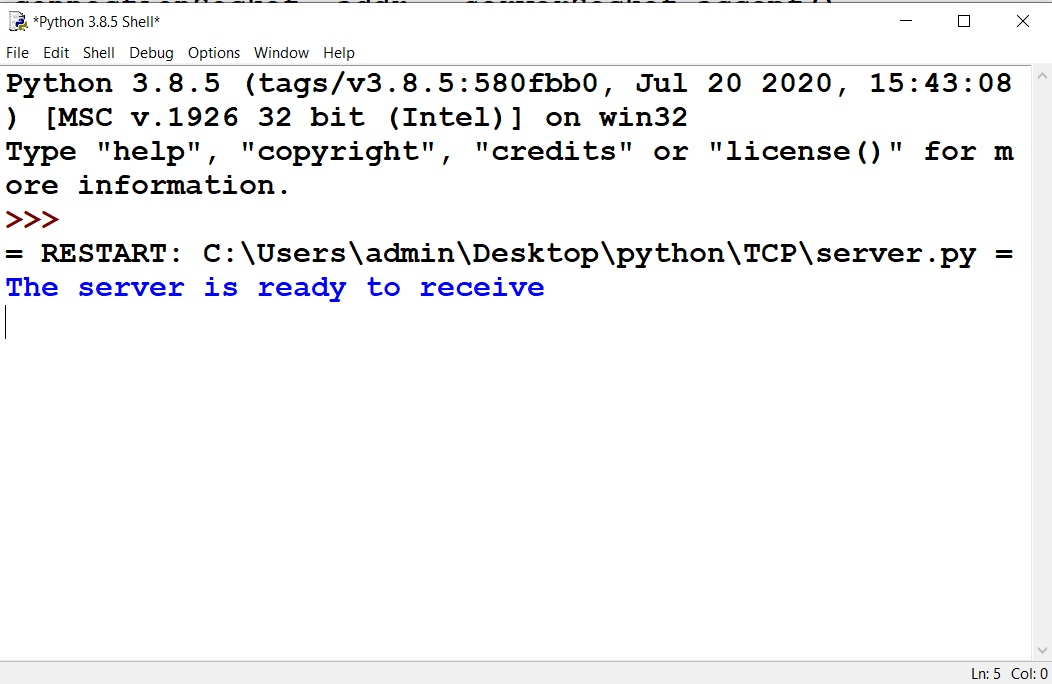 *Python 3.8.5 Shell*
File Edit Shell Debug Options Window Help
Python 3.8.5 (tags/v3.8.5:580fbb0, Jul 20 2020, 15:43:08
) [MSC v.1926 32 bit (Intel)] on win32
Type "help", "copyright", "credits" or "license()" for m
ore information.
>>>
= RESTART: C:\Users\admin\Desktop\python\TCP\server.py =
The server is ready to receive
Ln: 5 Col: 0